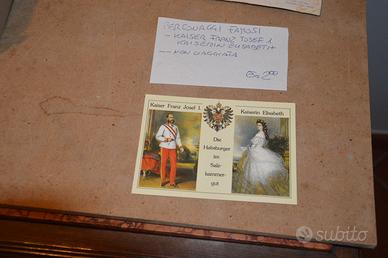 PERSONAGGI FAMOSI
- KAISER FRANZ JOSEF 1
KAISERIN ELISABETH
- NON VIAGGIATA
€ 2,00
Kaiser Franz Josef I.
Kaiserin Elisabeth
Die
Habsburger
im
Salz-
kammer-
gut
subito